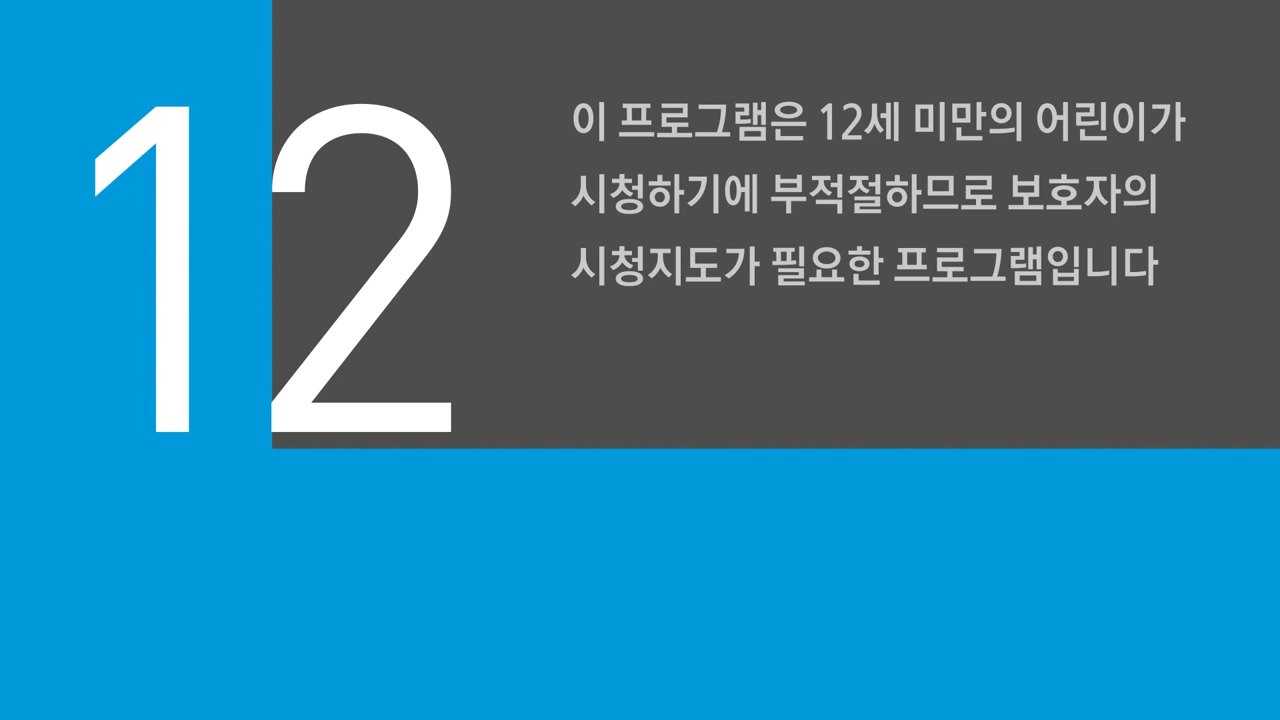 12
이 프로그램은 12세 미만의 어린이가
시청하기에 부적절하므로 보호자의
시청지도가 필요한 프로그램입니다